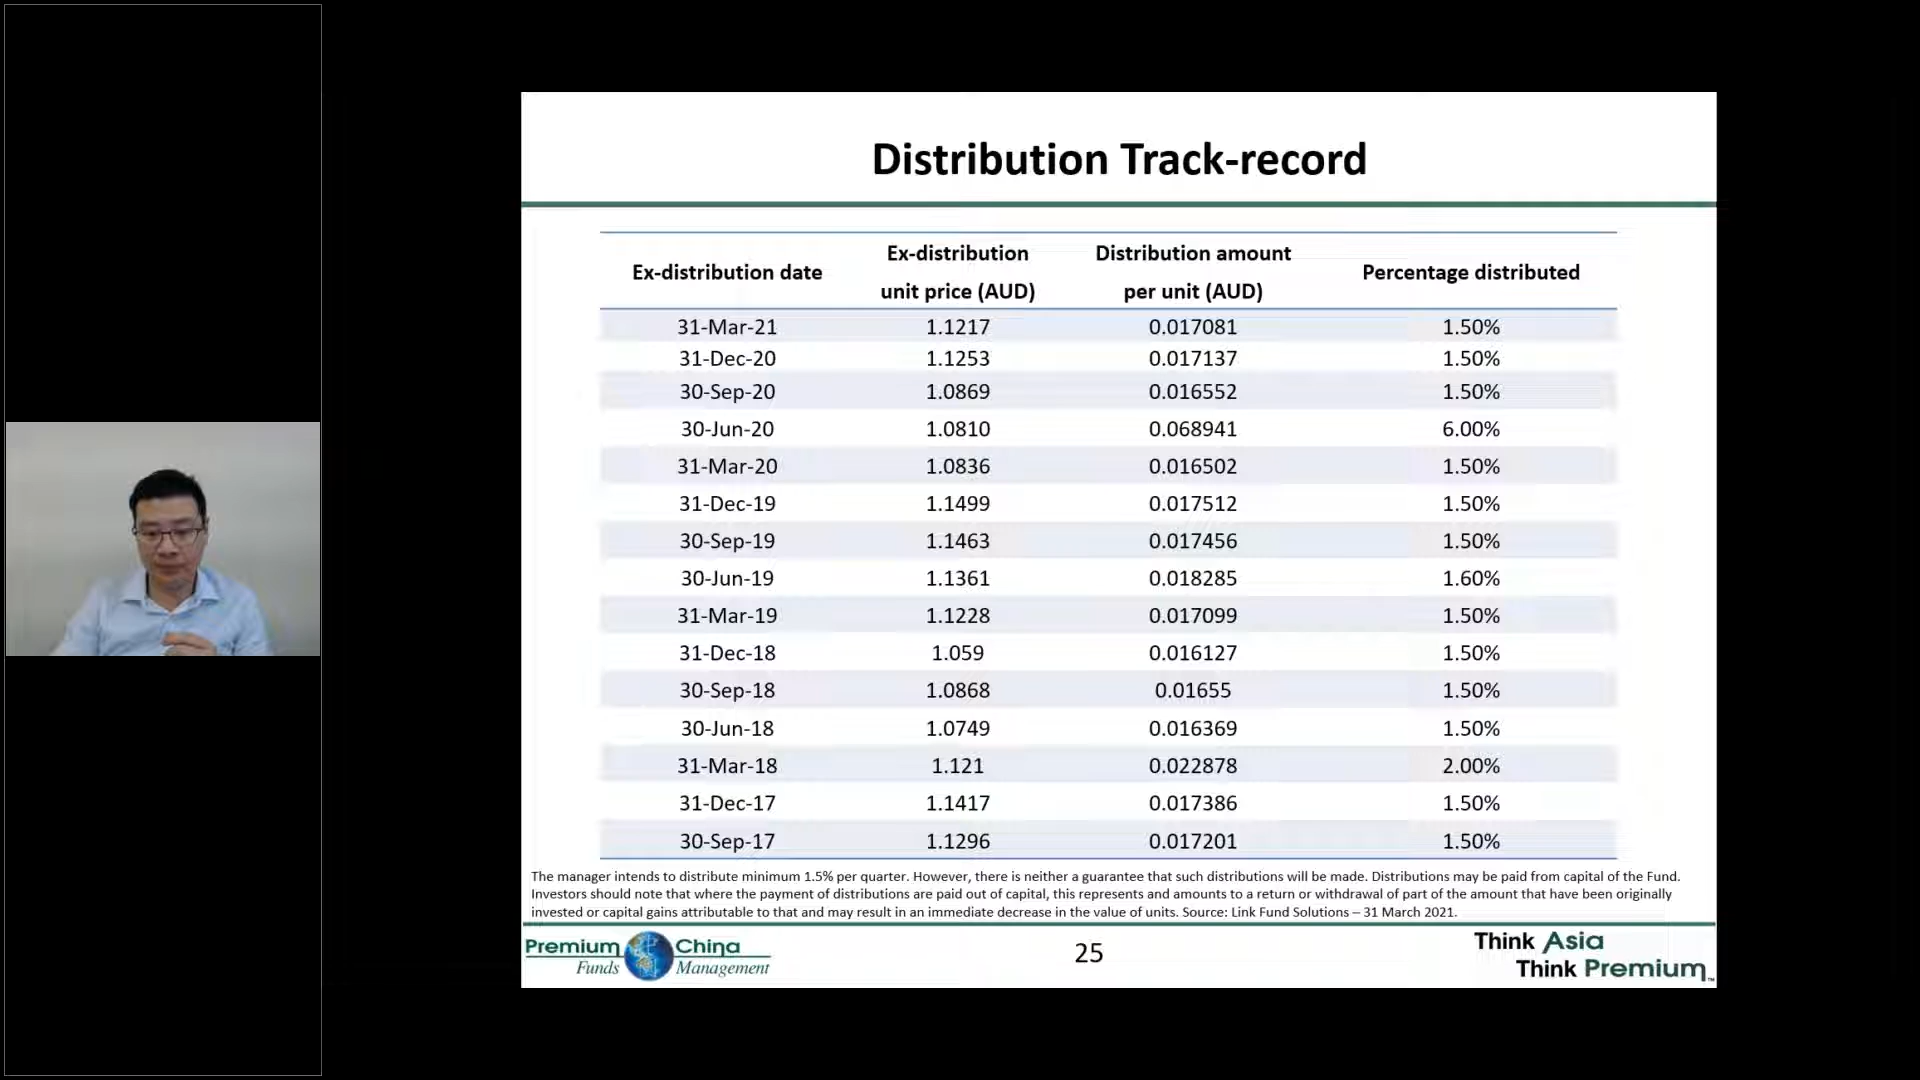 Distribution Track-record
Ex-distribution date Ex-distribution unit price (AUD) Distribution amount per unit (AUD) Percentage distributed
31-Mar-21 1.1217 0.017081 1.50%
31-Dec-20 1.1253 0.017137 1.50%
30-Sep-20 1.0869 0.016552 1.50%
30-Jun-20 1.0810 0.068941 6.00%
31-Mar-20 1.0836 0.016502 1.50%
31-Dec-19 1.1499 0.017512 1.50%
30-Sep-19 1.1463 0.017456 1.50%
30-Jun-19 1.1361 0.018285 1.60%
31-Mar-19 1.1228 0.017099 1.50%
31-Dec-18 1.059 0.016127 1.50%
30-Sep-18 1.0868 0.01655 1.50%
30-Jun-18 1.0749 0.016369 1.50%
31-Mar-18 1.121 0.022878 2.00%
31-Dec-17 1.1417 0.017386 1.50%
30-Sep-17 1.1296 0.017201 1.50%
The manager intends to distribute minimum 1.5% per quarter. However, there is neither a guarantee that such distributions will be made. Distributions may be paid from capital of the Fund.
Investors should note that where the payment of distributions are paid out of capital, this represents and amounts to a return or withdrawal of part of the amount that have been originally
invested or capital gains attributable to that and may result in an immediate decrease in the value of units. Source: Link Fund Solutions – 31 March 2021.
Premium China
Funds Management
25
Think Asia
Think Premium™